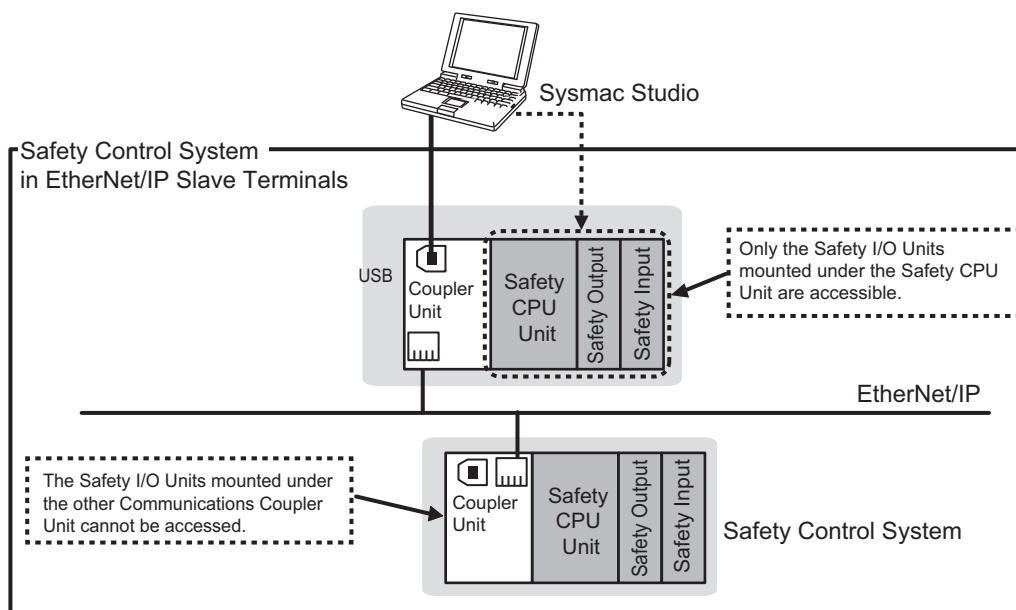 Sysmac Studio
Safety Control System
in EtherNet/IP Slave Terminals
USB
Coupler
Unit
Safety
CPU
Unit
Safety Output
Safety Input
Only the Safety I/O Units
mounted under the Safety CPU
Unit are accessible.
EtherNet/IP
The Safety I/O Units mounted under
the other Communications Coupler
Unit cannot be accessed.
Coupler
Unit
Safety
CPU
Unit
Safety Output
Safety Input
Safety Control System